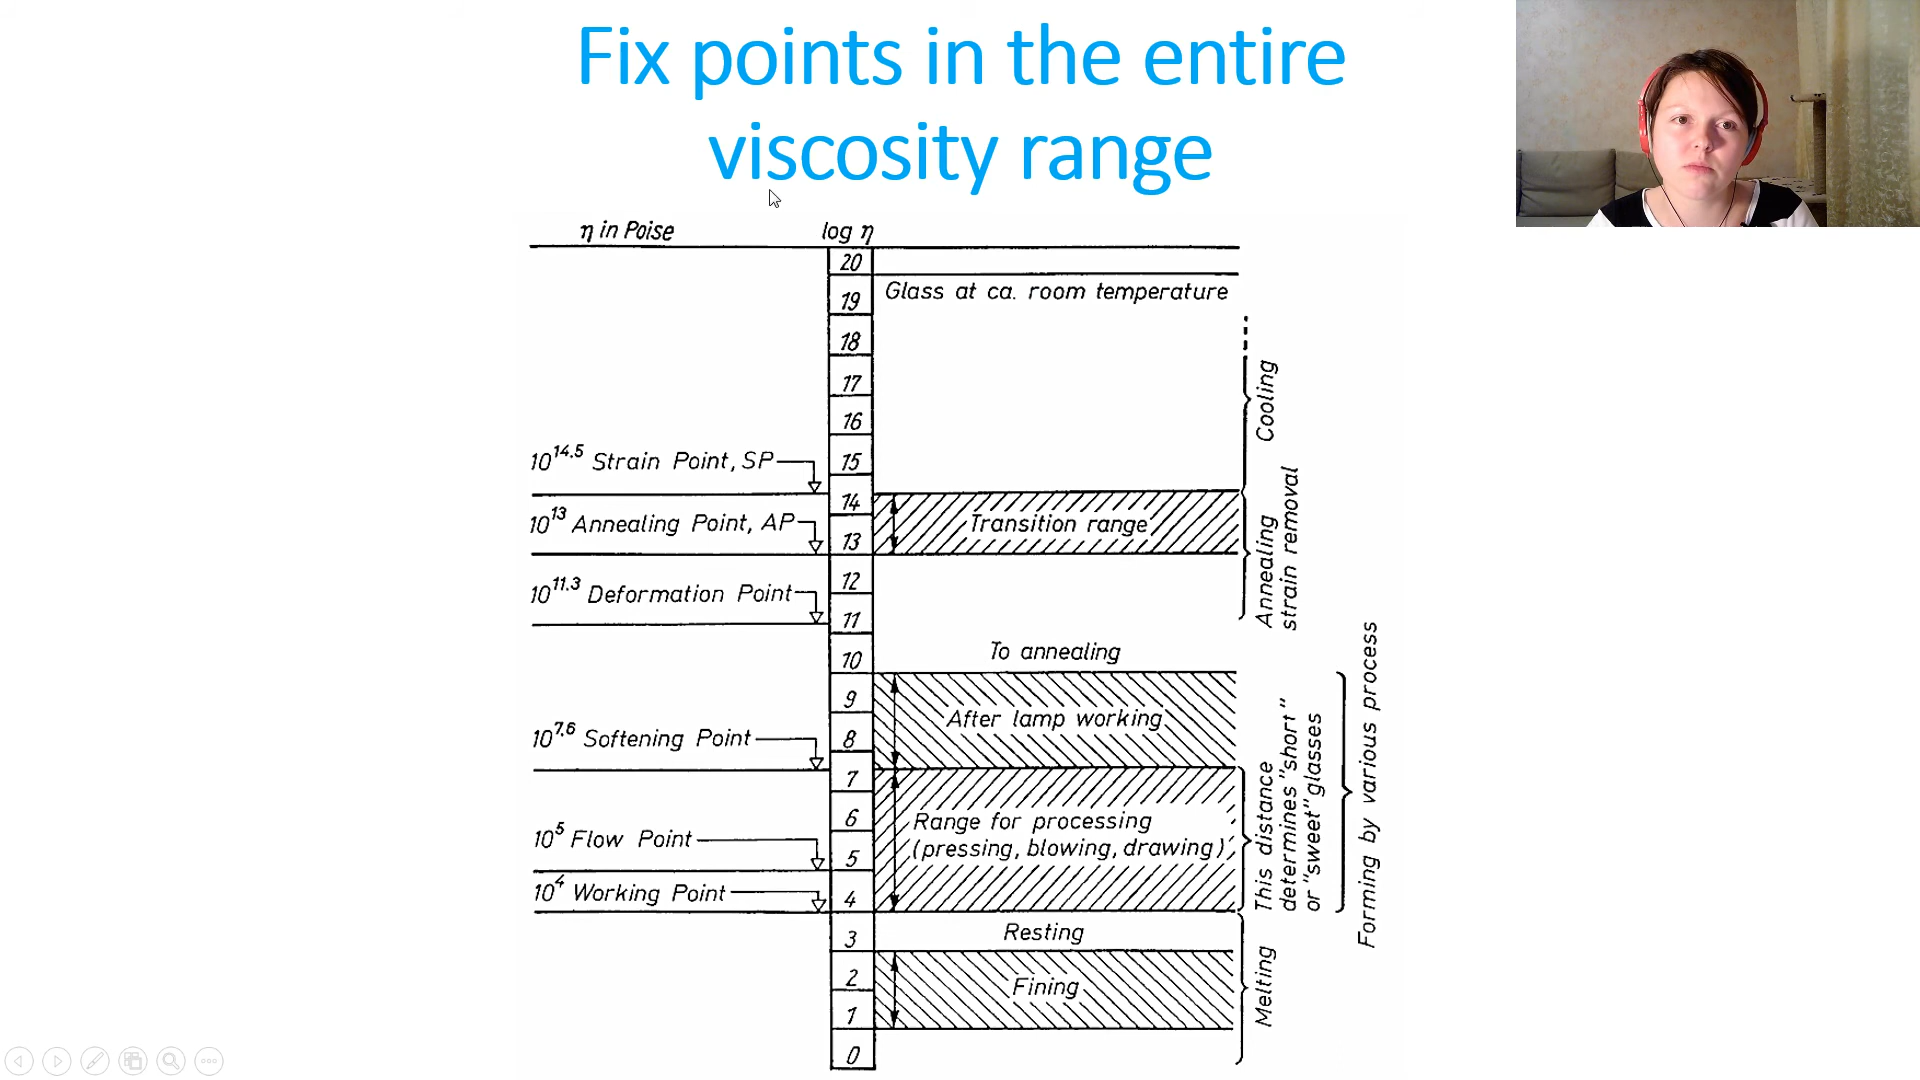 Fix points in the entire
viscosity range
η in Poise
log η
20
19
18
17
16
15
14
13
12
11
10
9
8
7
6
5
4
3
2
1
0
10^14.5 Strain Point, SP
10^13 Annealing Point, AP
10^11.3 Deformation Point
10^7.6 Softening Point
10^5 Flow Point
10^4 Working Point
Glass at ca. room temperature
Transition range
To annealing
After lamp working
Range for processing
(pressing, blowing, drawing)
Resting
Fining
Cooling
Annealing
strain removal
This distance
determines "short"
or "sweet" glasses
Melting
Forming by various process